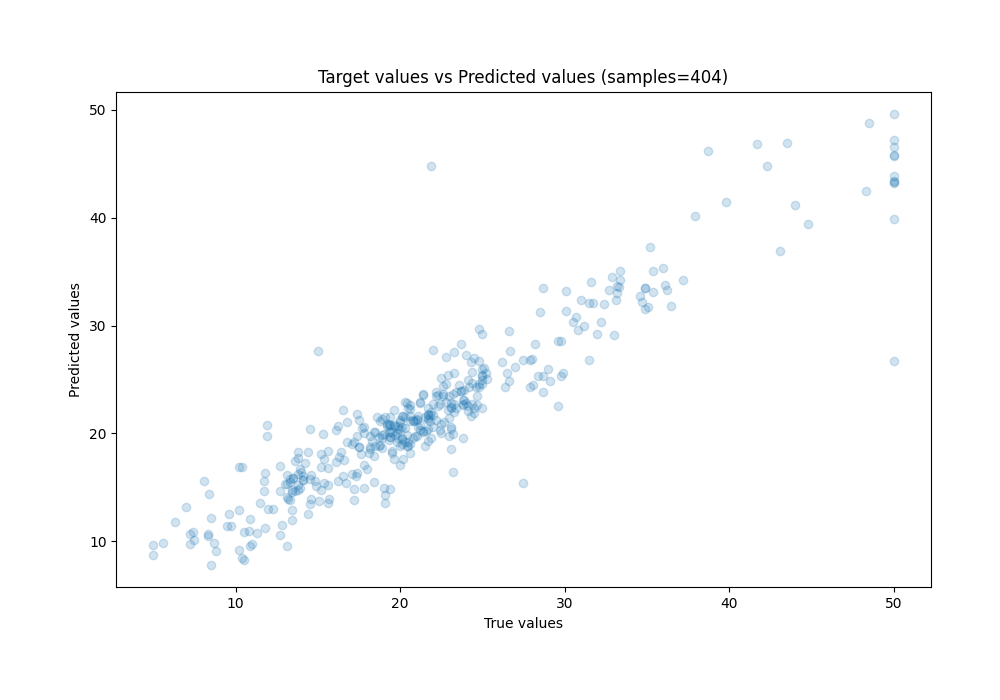 Target values vs Predicted values (samples=404)
50
40
30
20
10
Predicted values
10 20 30 40 50
True values